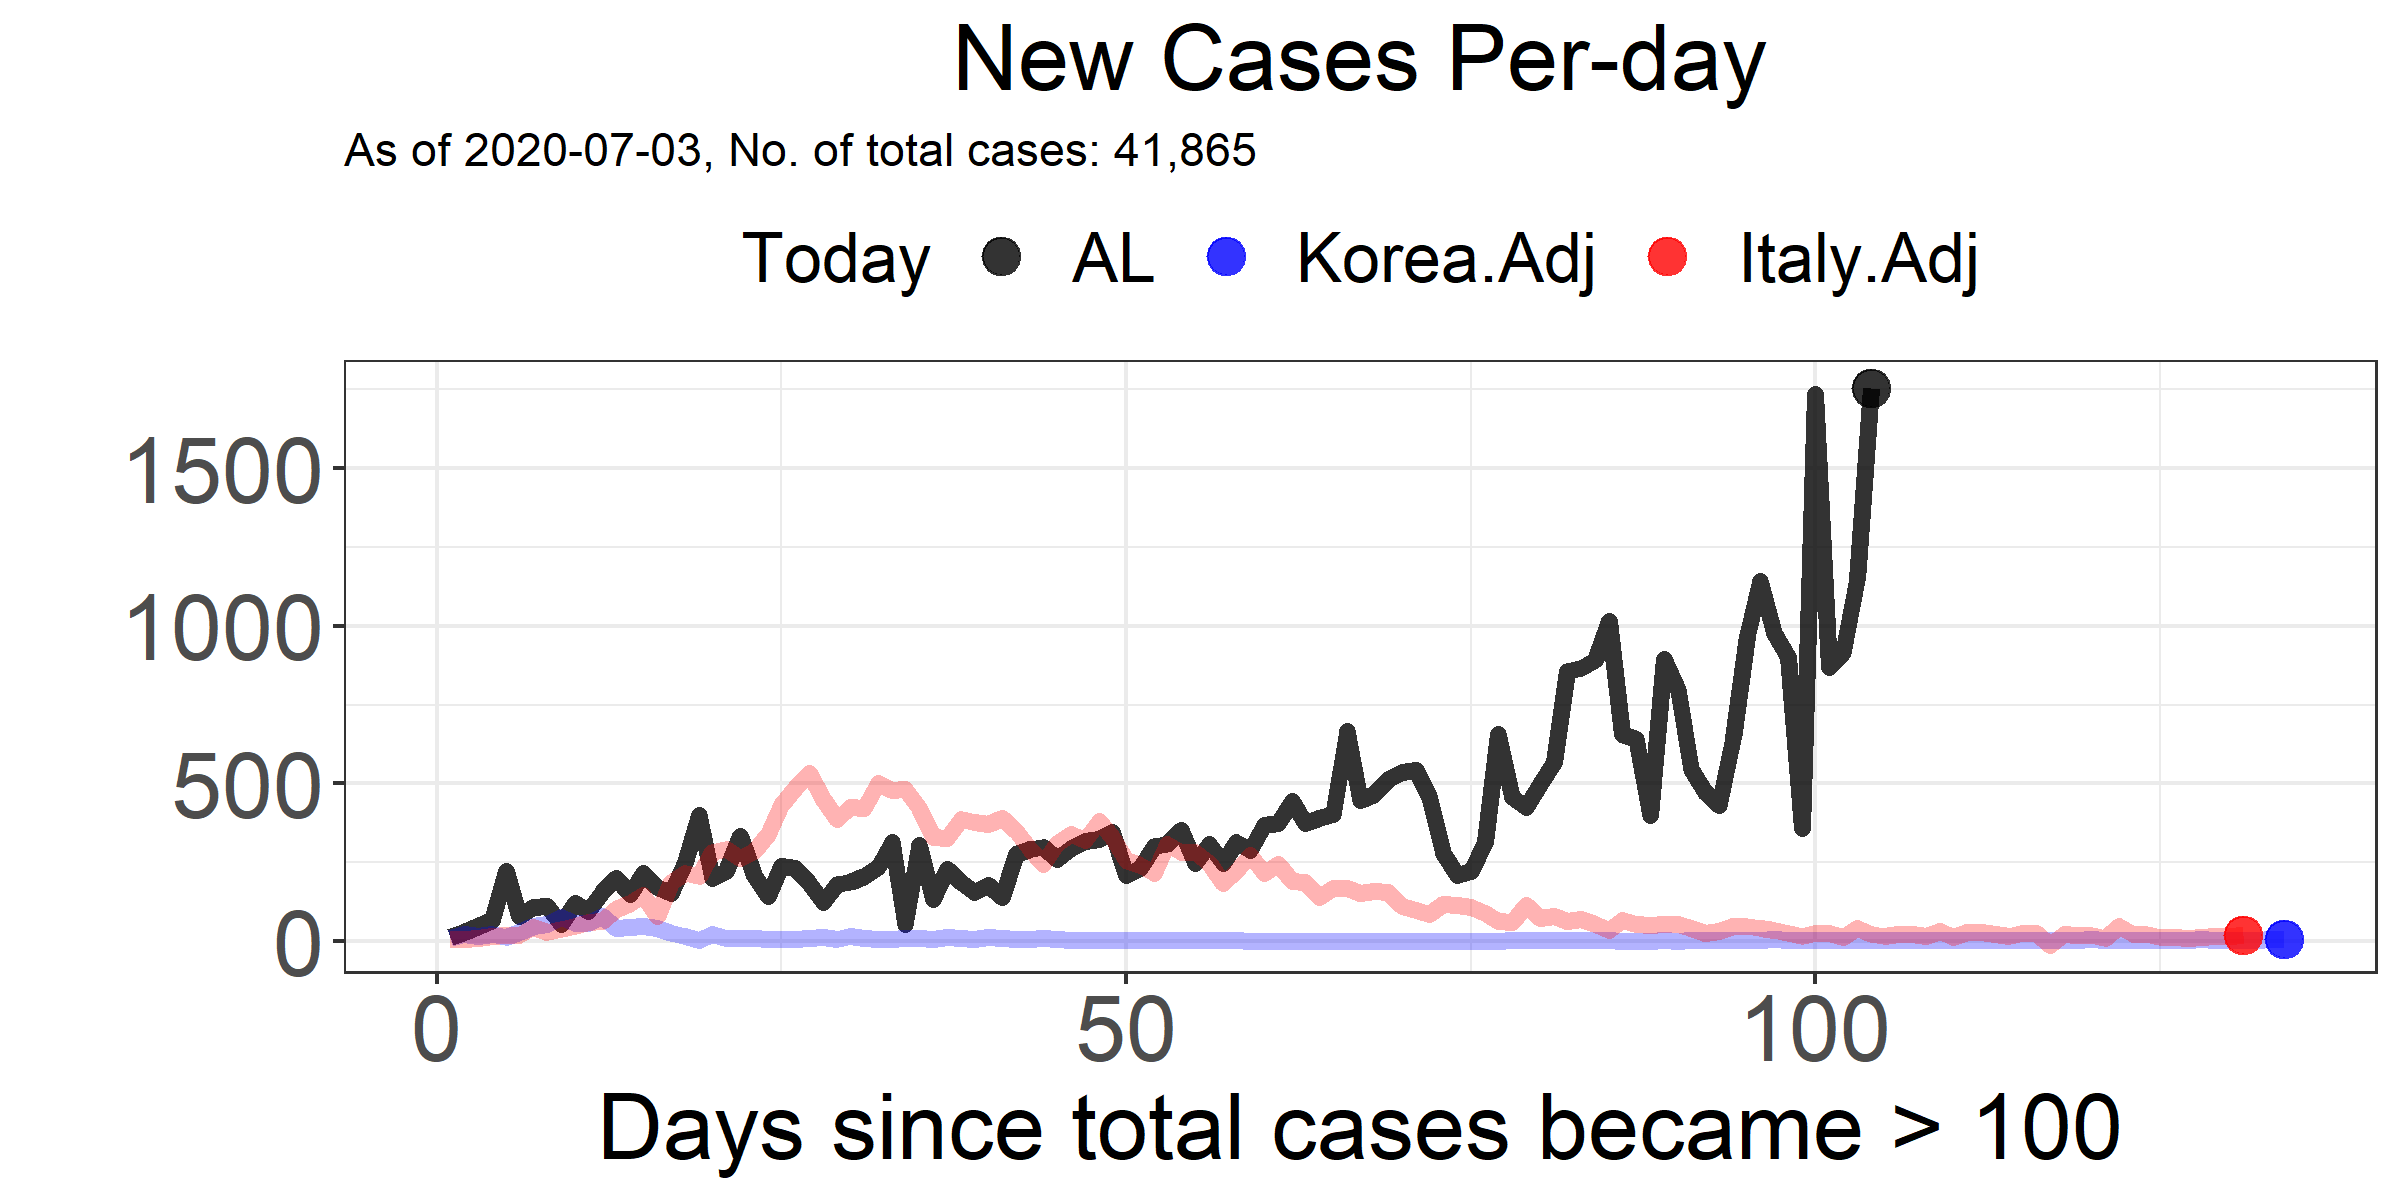 New Cases Per-day
As of 2020-07-03, No. of total cases: 41,865
Today AL Korea.Adj Italy.Adj
1500
1000
500
0
0 50 100
Days since total cases became > 100